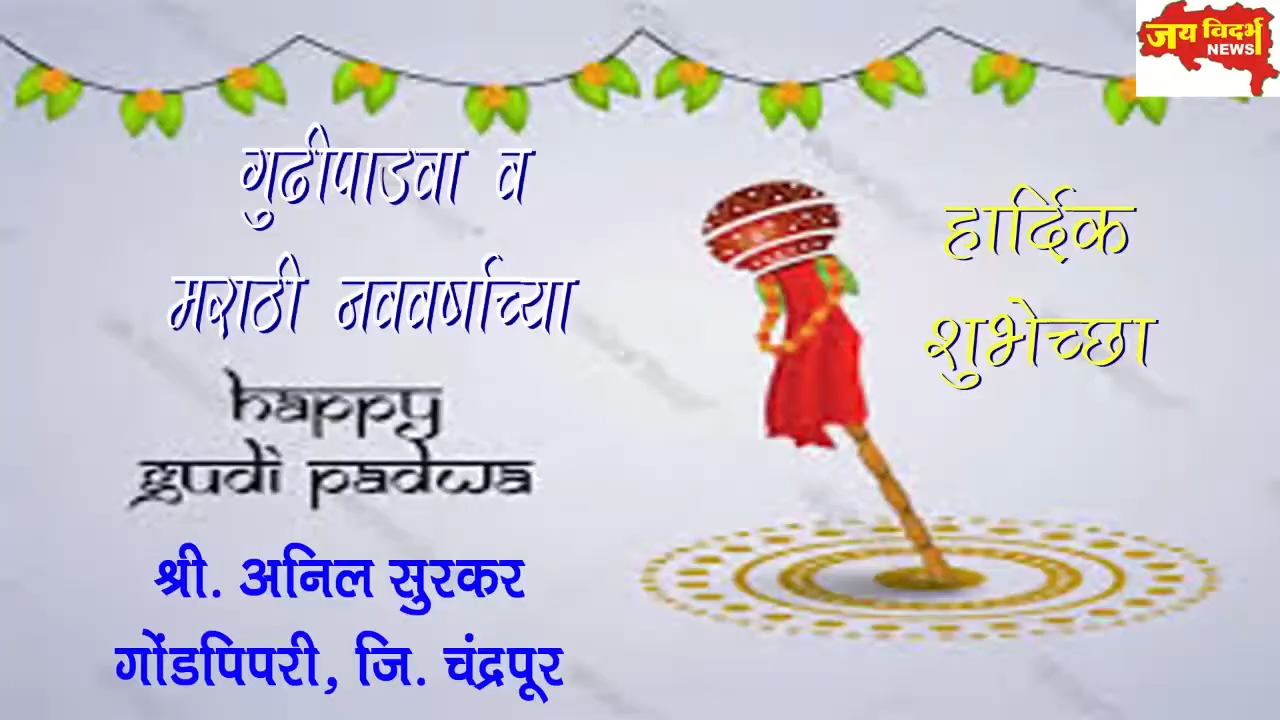 जय विदर्भ
NEWS
गुढीपाडवा व
मराठी नववर्षाच्या
हार्दिक
शुभेच्छा
happy
gudi padwa
श्री. अनिल सुरकर
गोंडपिपरी, जि. चंद्रपूर